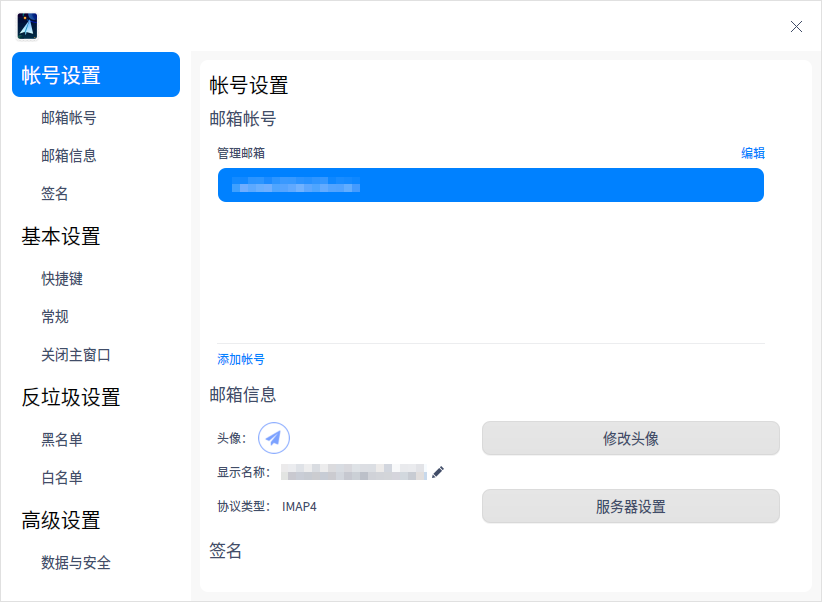 帐号设置
邮箱帐号
邮箱信息
签名
基本设置
快捷键
常规
关闭主窗口
反垃圾设置
黑名单
白名单
高级设置
数据与安全
帐号设置
邮箱帐号
管理邮箱 编辑
添加帐号
邮箱信息
头像: 修改头像
显示名称:
协议类型: IMAP4 服务器设置
签名